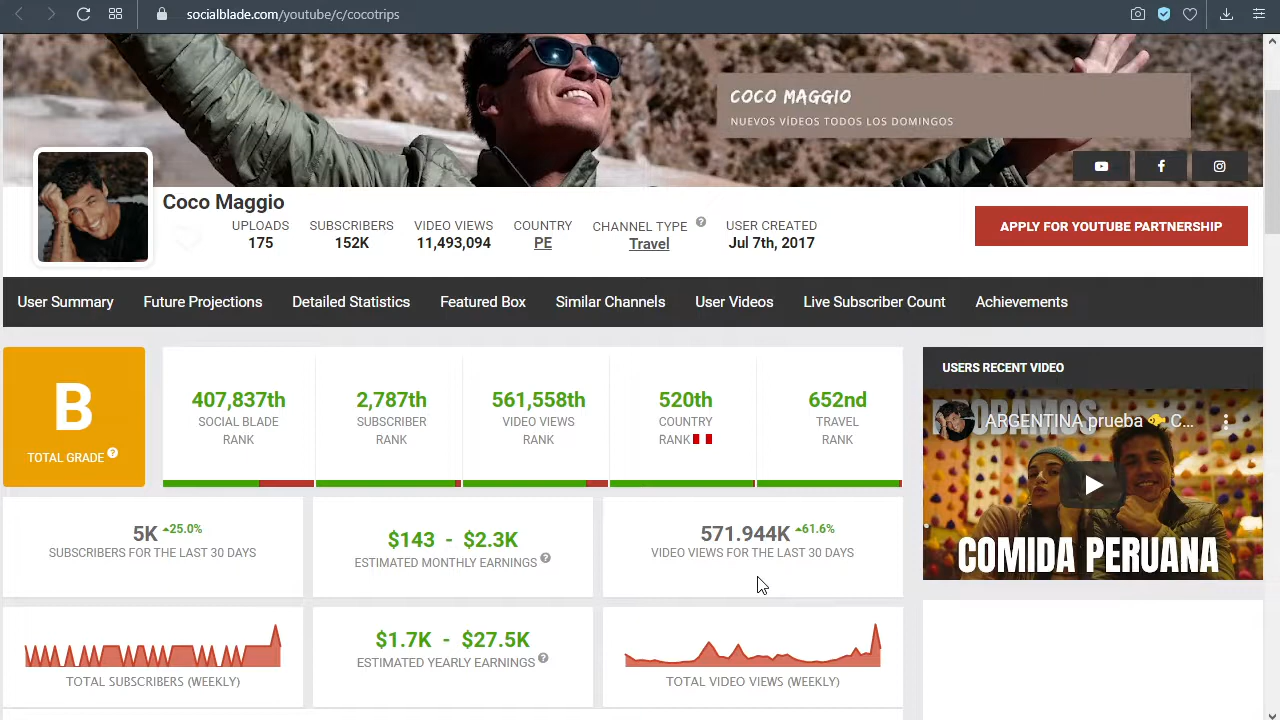 socialblade.com/youtube/c/cocotrips
COCO MAGGIO
NUEVOS VÍDEOS TODOS LOS DOMINGOS
Coco Maggio
UPLOADS
175
SUBSCRIBERS
152K
VIDEO VIEWS
11,493,094
COUNTRY
PE
CHANNEL TYPE
Travel
USER CREATED
Jul 7th, 2017
APPLY FOR YOUTUBE PARTNERSHIP
User Summary
Future Projections
Detailed Statistics
Featured Box
Similar Channels
User Videos
Live Subscriber Count
Achievements
B
TOTAL GRADE
407,837th
SOCIAL BLADE
RANK
2,787th
SUBSCRIBER
RANK
561,558th
VIDEO VIEWS
RANK
520th
COUNTRY
RANK
652nd
TRAVEL
RANK
USERS RECENT VIDEO
ARGENTINA prueba 🐠 C...
COMIDA PERUANA
5K 25.0%
SUBSCRIBERS FOR THE LAST 30 DAYS
$143 - $2.3K
ESTIMATED MONTHLY EARNINGS
571.944K 61.6%
VIDEO VIEWS FOR THE LAST 30 DAYS
TOTAL SUBSCRIBERS (WEEKLY)
$1.7K - $27.5K
ESTIMATED YEARLY EARNINGS
TOTAL VIDEO VIEWS (WEEKLY)